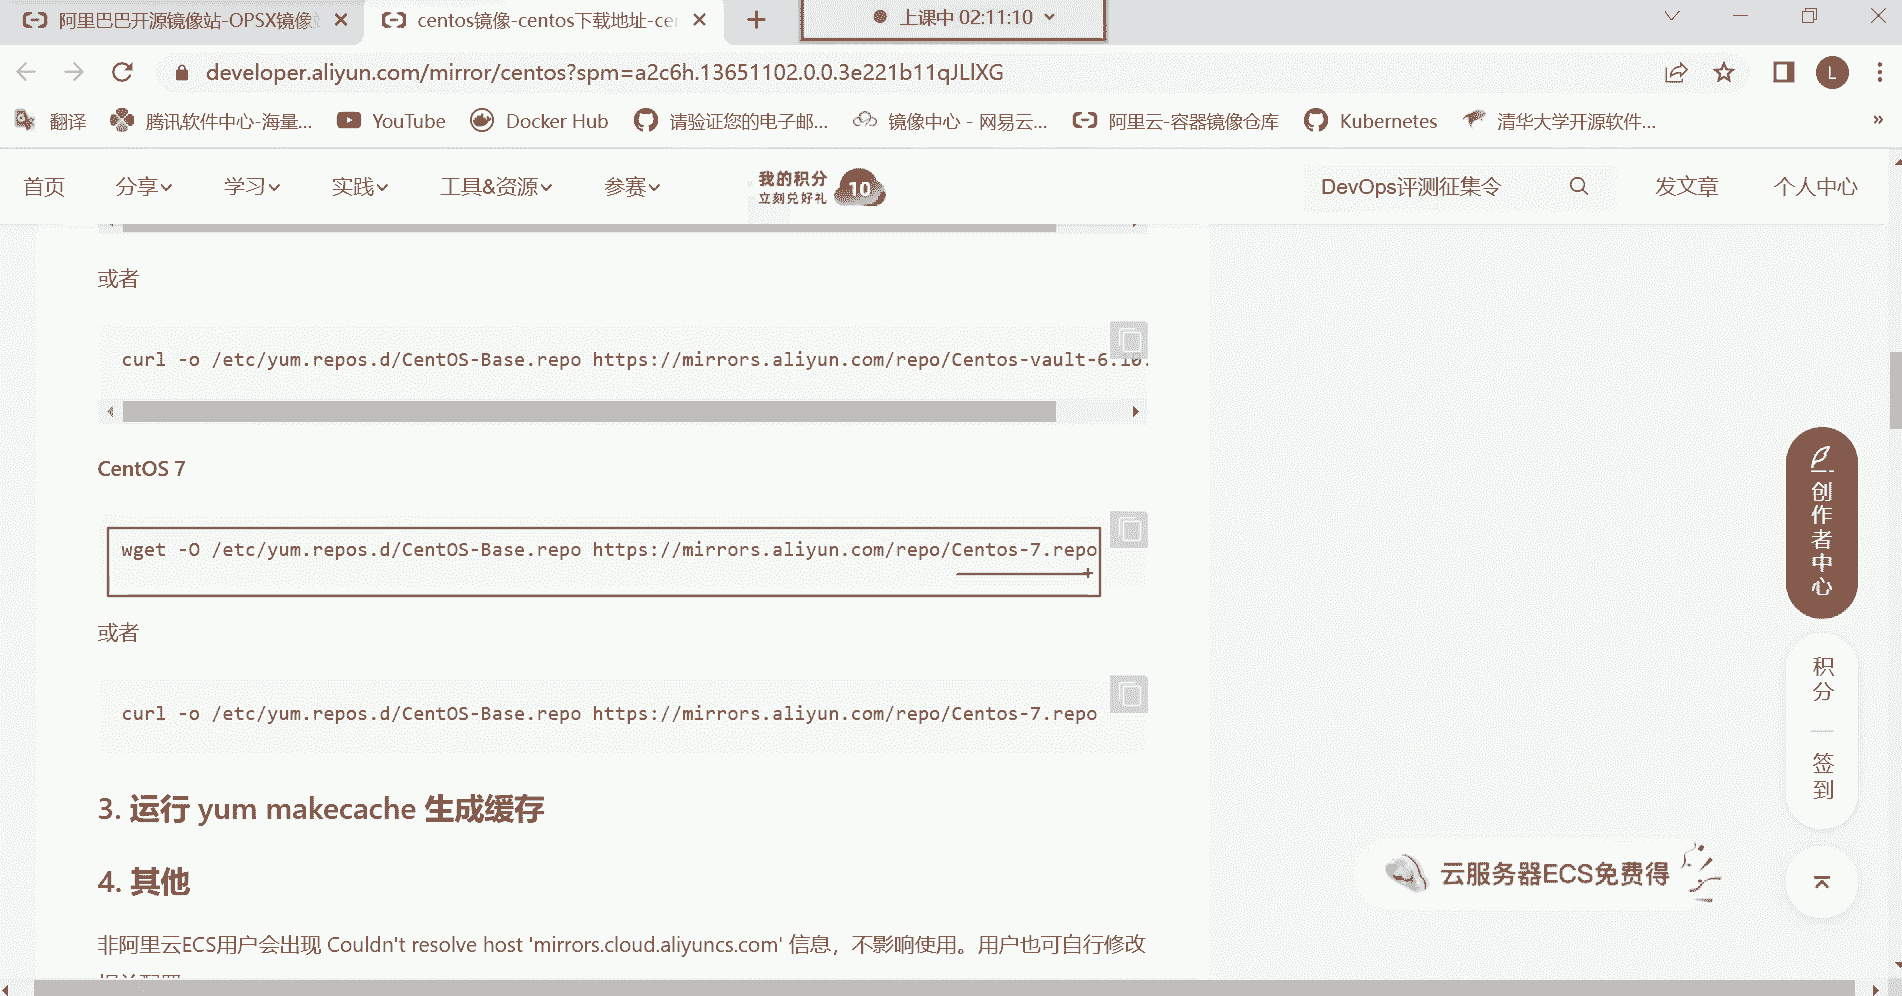 阿里巴巴开源镜像站-OPSX镜像
centos镜像-centos下载地址-ce
上课中 02:11:10
developer.aliyun.com/mirror/centos?spm=a2c6h.13651102.0.0.3e221b11qJLlXG
L
翻译
腾讯软件中心-海量...
YouTube
Docker Hub
请验证您的电子邮...
镜像中心 - 网易云...
阿里云-容器镜像仓库
Kubernetes
清华大学开源软件...
»
首页
分享
学习
实践
工具&资源
参赛
我的积分
立刻兑好礼
10
DevOps评测征集令
发文章
个人中心
或者
curl -o /etc/yum.repos.d/CentOS-Base.repo https://mirrors.aliyun.com/repo/Centos-vault-6.10.
CentOS 7
wget -O /etc/yum.repos.d/CentOS-Base.repo https://mirrors.aliyun.com/repo/Centos-7.repo
或者
curl -o /etc/yum.repos.d/CentOS-Base.repo https://mirrors.aliyun.com/repo/Centos-7.repo
3. 运行 yum makecache 生成缓存
4. 其他
非阿里云ECS用户会出现 Couldn't resolve host 'mirrors.cloud.aliyuncs.com' 信息，不影响使用。用户也可自行修改
创作者中心
积分
签到
云服务器ECS免费得